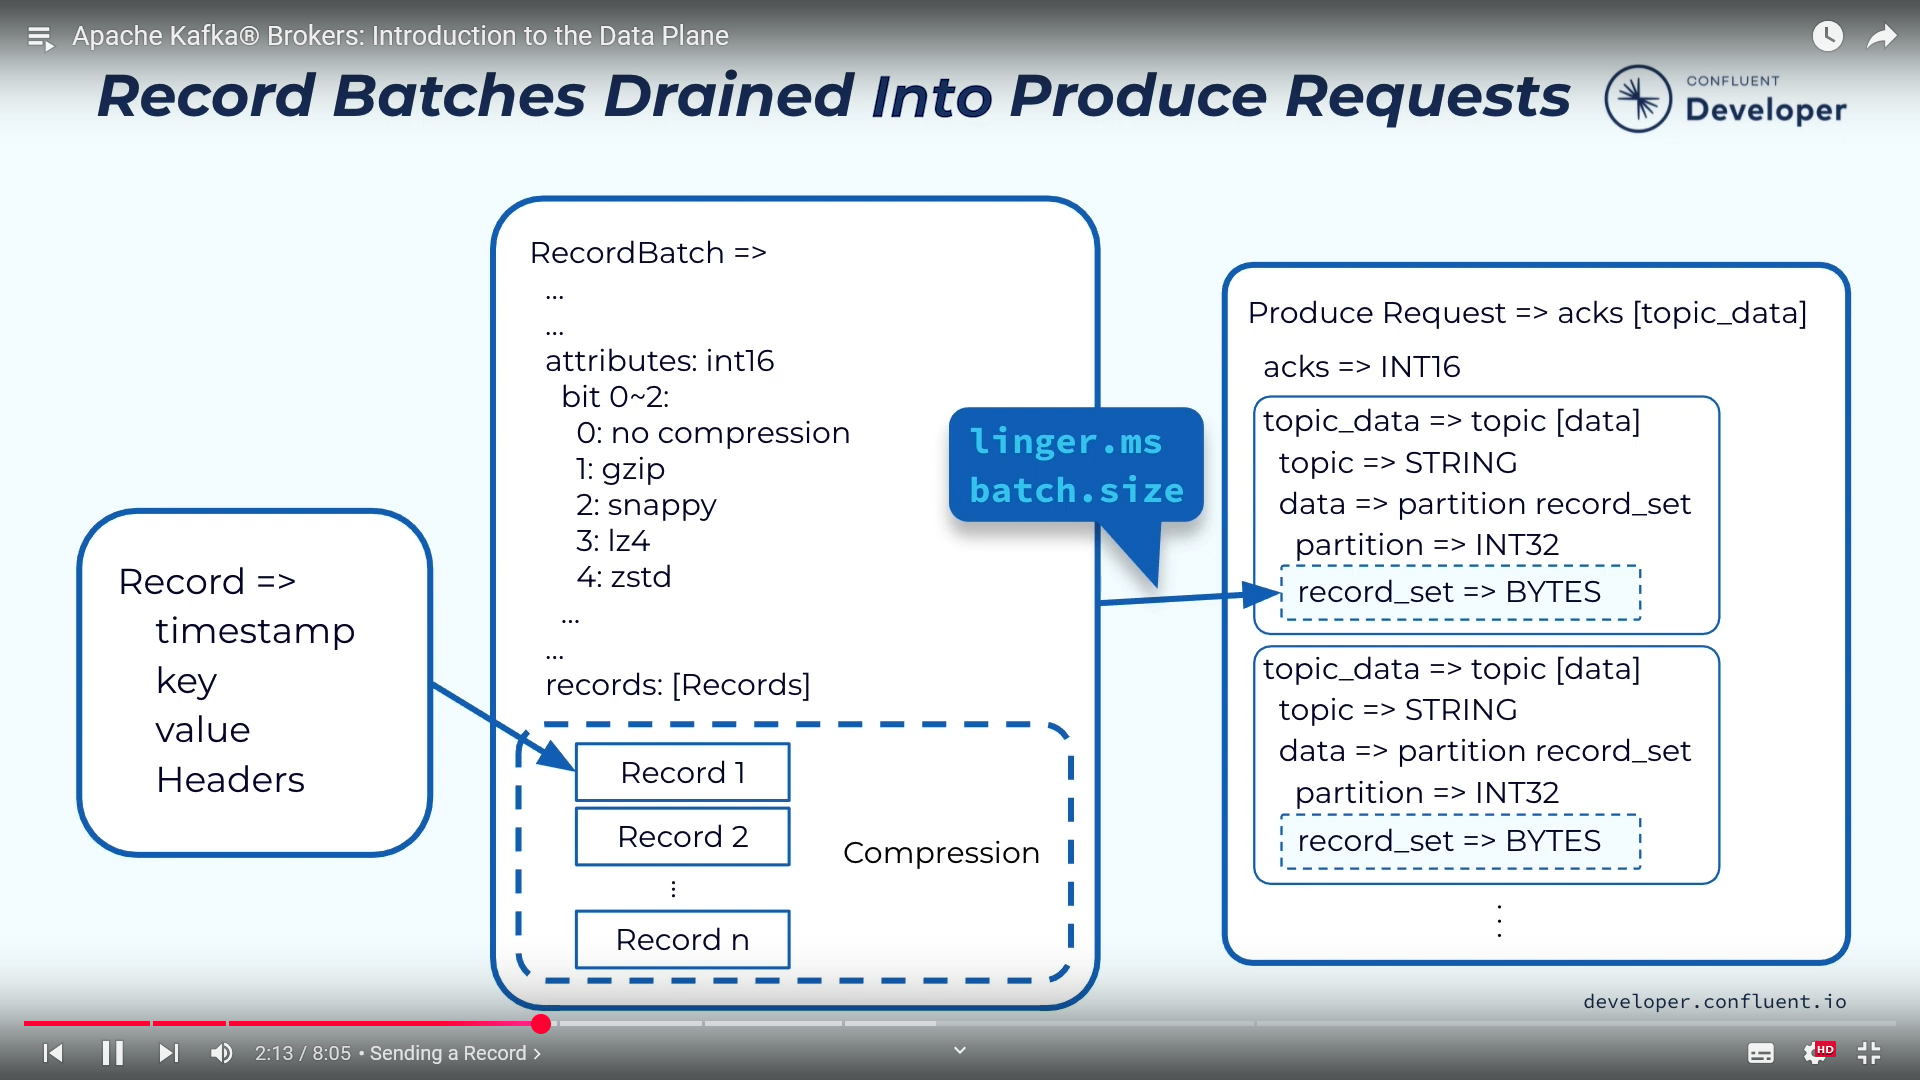 Apache Kafka® Brokers: Introduction to the Data Plane
Record Batches Drained Into Produce Requests
CONFLUENT
Developer
Record =>
timestamp
key
value
Headers
RecordBatch =>
...
...
attributes: int16
bit 0~2:
0: no compression
1: gzip
2: snappy
3: lz4
4: zstd
...
...
records: [Records]
Record 1
Record 2
⋮
Record n
Compression
linger.ms
batch.size
Produce Request => acks [topic_data]
acks => INT16
topic_data => topic [data]
topic => STRING
data => partition record_set
partition => INT32
record_set => BYTES
topic_data => topic [data]
topic => STRING
data => partition record_set
partition => INT32
record_set => BYTES
⋮
developer.confluent.io
2:13 / 8:05 • Sending a Record ›
HD